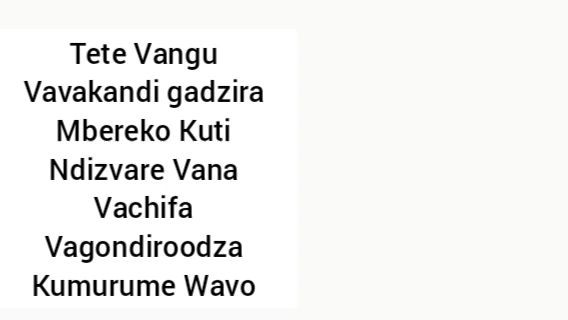 Tete Vangu
Vavakandi gadzira
Mbereko Kuti
Ndizvare Vana
Vachifa
Vagondiroodza
Kumurume Wavo